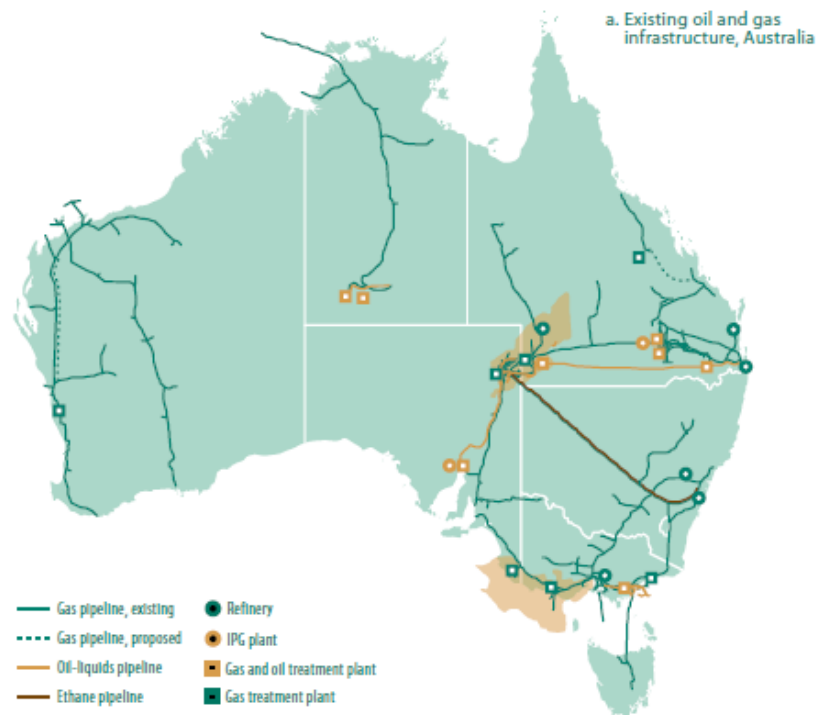 a. Existing oil and gas
infrastructure, Australia
Gas pipeline, existing
Gas pipeline, proposed
Oil-liquids pipeline
Ethane pipeline
Refinery
IPG plant
Gas and oil treatment plant
Gas treatment plant